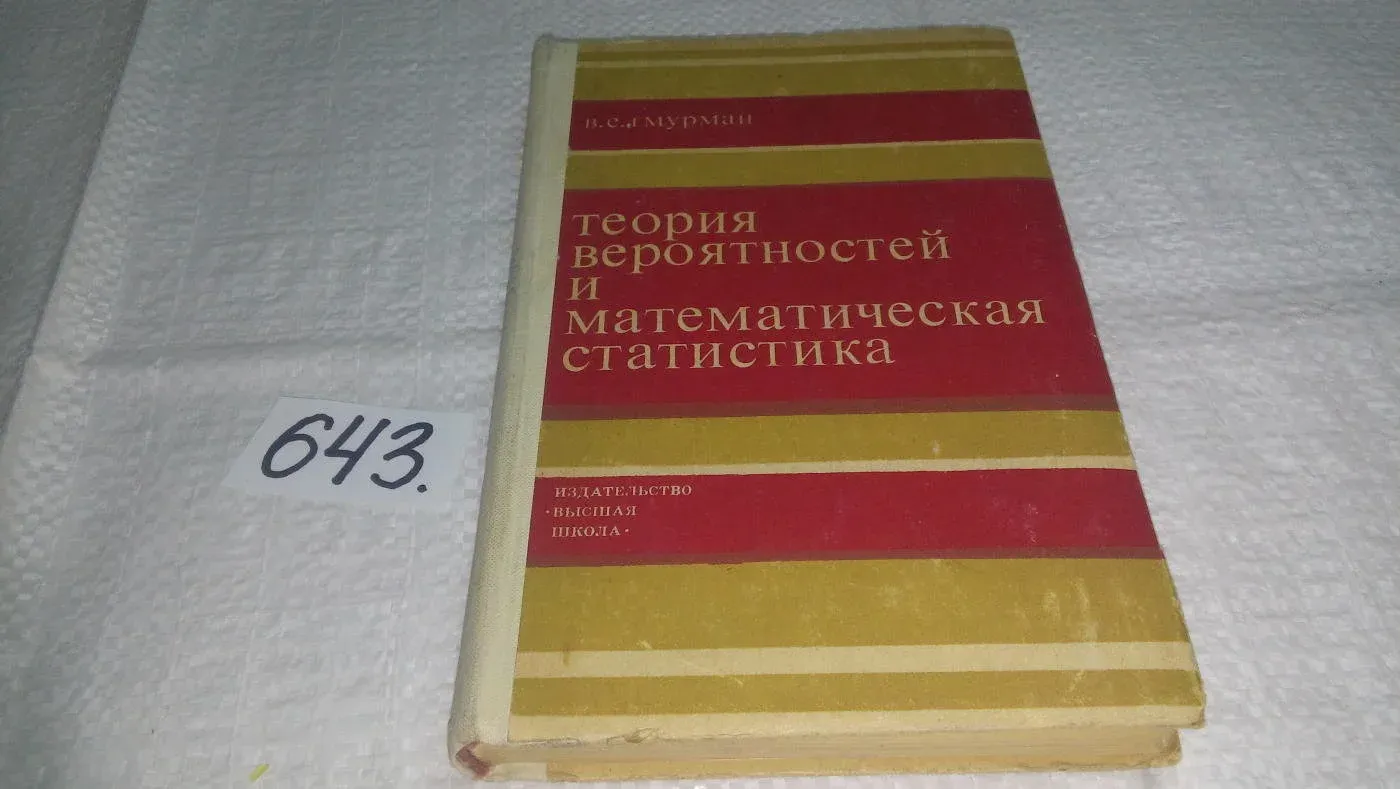 в.е.гмурман
теория
вероятностей
и
математическая
статистика
643.
ИЗДАТЕЛЬСТВО
·ВЫСШАЯ
ШКОЛА·